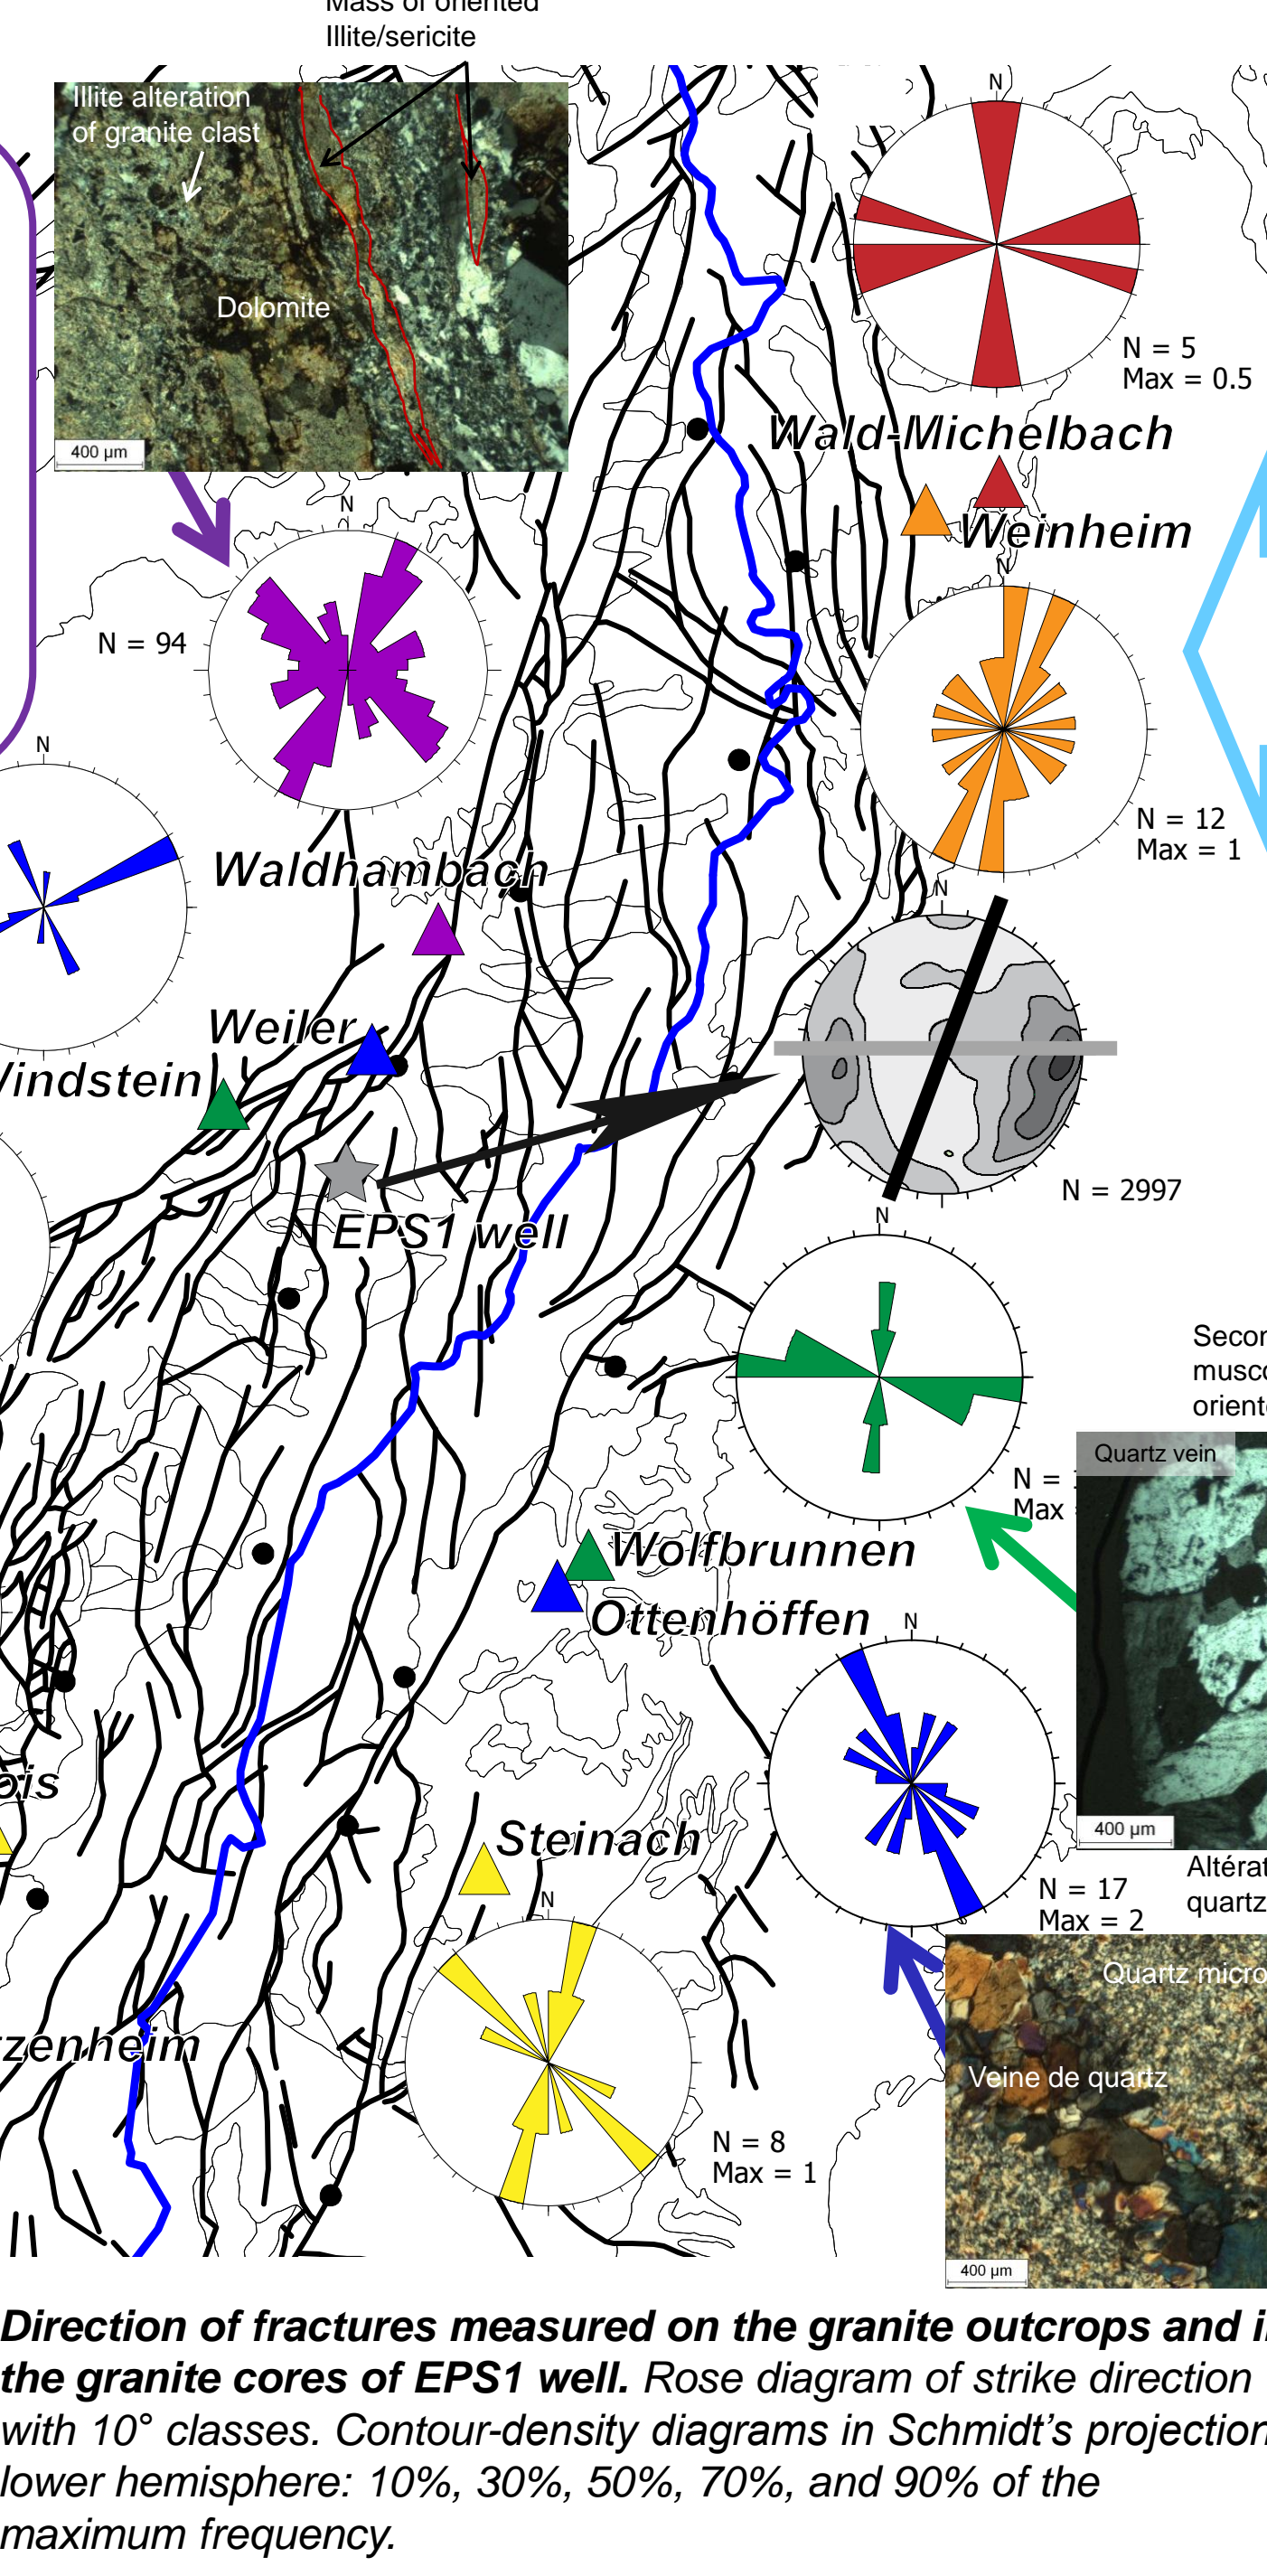 Mass of oriented
Illite/sericite
Illite alteration
of granite clast
Dolomite
400 µm
N
N = 5
Max = 0.5
Wald-Michelbach
Weinheim
N
N = 94
N
N = 12
Max = 1
N
Waldhambach
N
Weiler
indstein
N = 2997
EPS1 well
N
Secon
musco
oriente
N =
Max
Quartz vein
400 µm
Wolfbrunnen
Ottenhöffen
N
N = 17
Max = 2
Altérat
quartz
ois
Steinach
N
N = 8
Max = 1
Quartz micro
Veine de quartz
400 µm
zenheim
Direction of fractures measured on the granite outcrops and i
the granite cores of EPS1 well. Rose diagram of strike direction
with 10° classes. Contour-density diagrams in Schmidt’s projection
lower hemisphere: 10%, 30%, 50%, 70%, and 90% of the
maximum frequency.